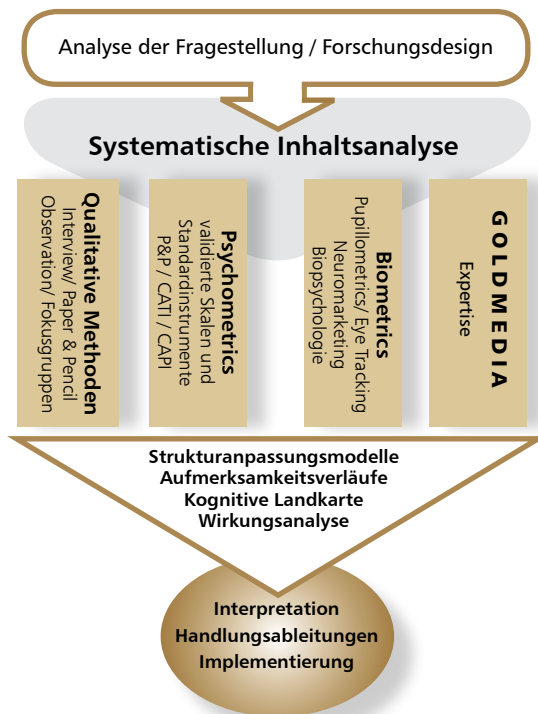 Analyse der Fragestellung / Forschungsdesign
Systematische Inhaltsanalyse
Qualitative Methoden
Interview/ Paper & Pencil
Observation/ Fokusgruppen
Psychometrics
validierte Skalen und
Standardinstrumente
P&P / CATI / CAPI
Biometrics
Pupillometrics/ Eye Tracking
Neuromarketing
Biopsychologie
GOLDMEDIA
Expertise
Strukturanpassungsmodelle
Aufmerksamkeitsverläufe
Kognitive Landkarte
Wirkungsanalyse
Interpretation
Handlungsableitungen
Implementierung